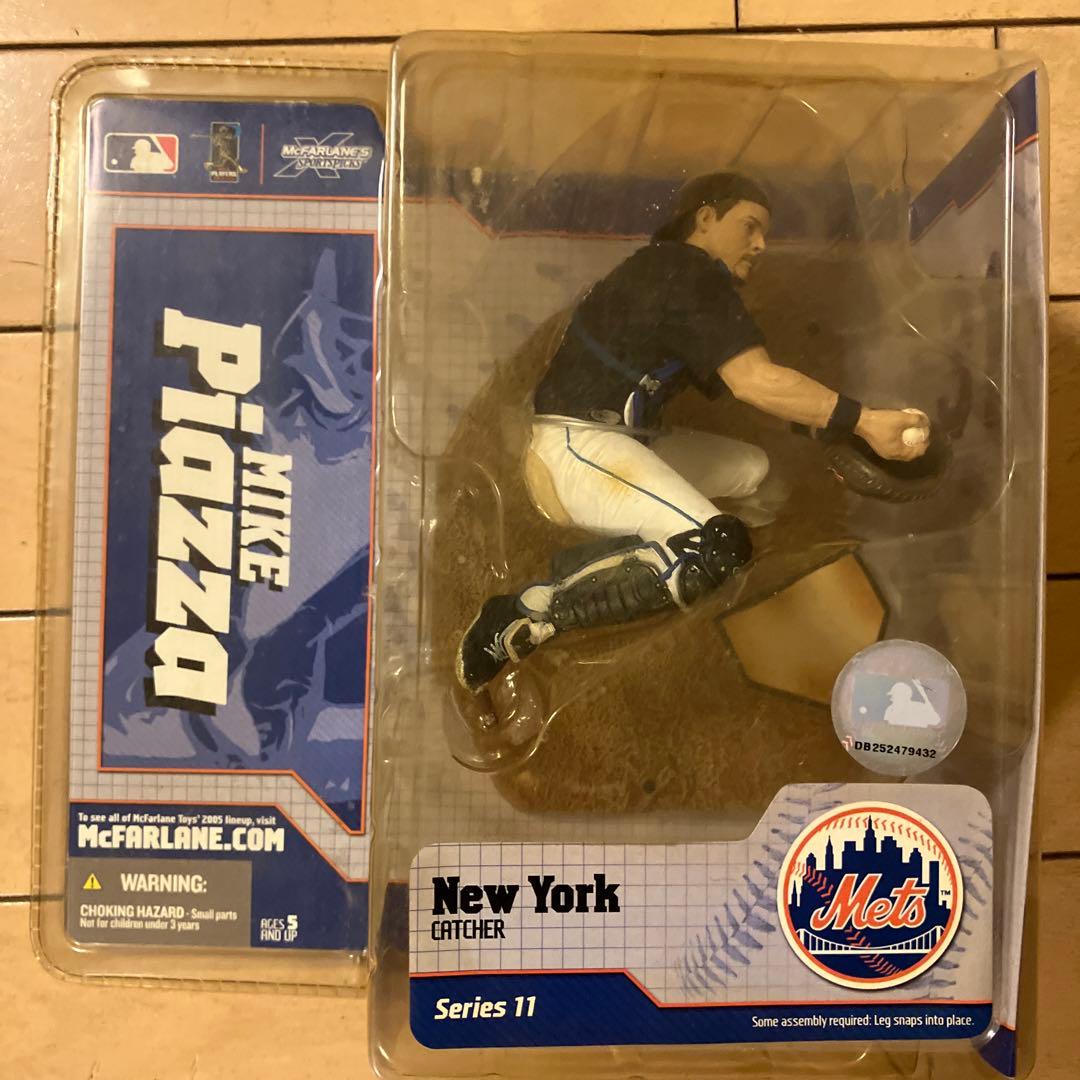 PLAYERS
McFARLANE'S
SPORTSPICKS
MIKE
Piazza
To see all of McFarlane Toys' 2005 lineup, visit
McFARLANE.COM
WARNING:
CHOKING HAZARD - Small parts
Not for children under 3 years
AGES 5
AND UP
DB252479432
New York
CATCHER
Mets
TM
Series 11
Some assembly required: Leg snaps into place.